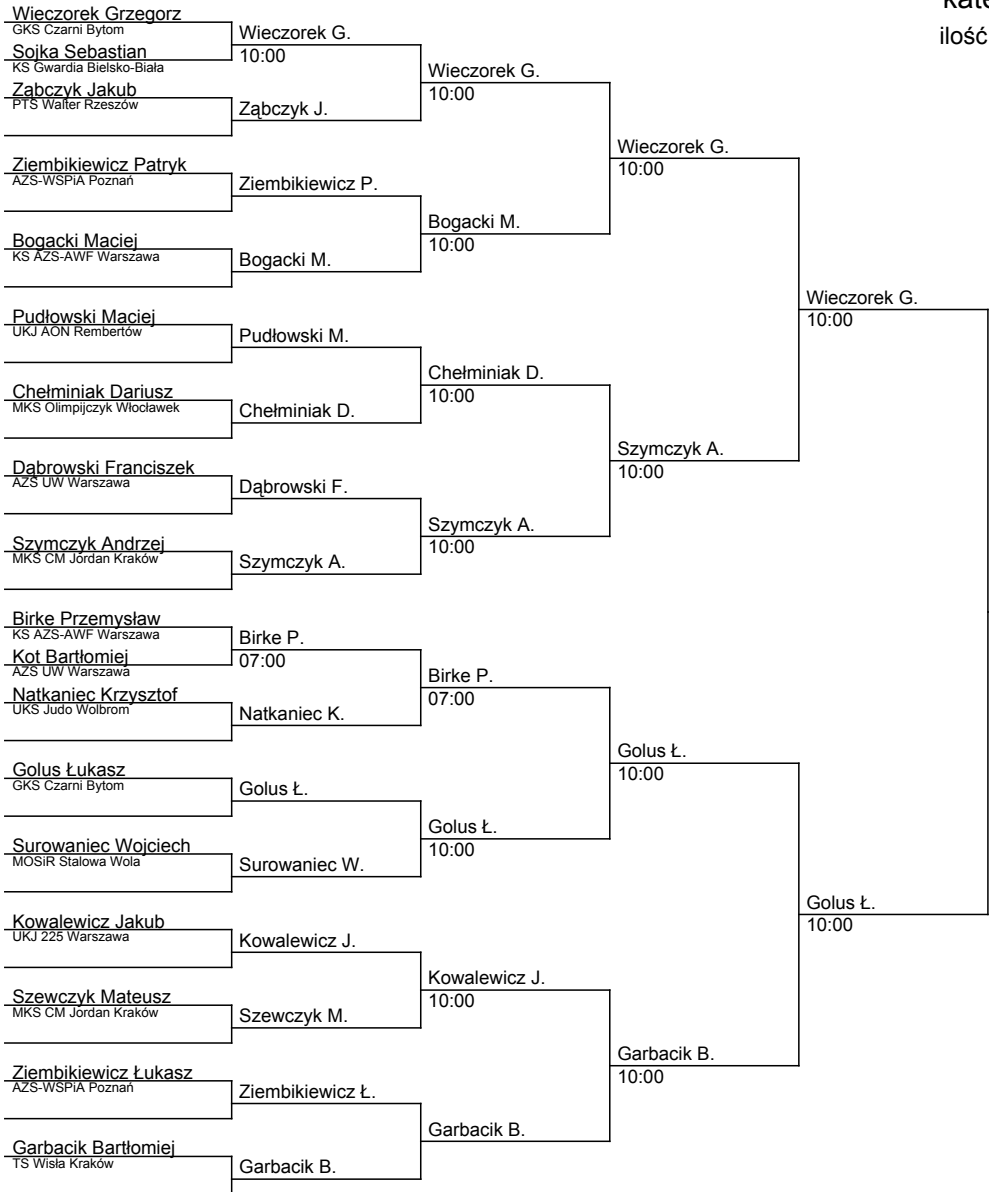 kate
ilość
Wieczorek Grzegorz
GKS Czarni Bytom
Sojka Sebastian
KS Gwardia Bielsko-Biała
Ząbczyk Jakub
PTS Walter Rzeszów
Ziembikiewicz Patryk
AZS-WSPiA Poznań
Bogacki Maciej
KS AZS-AWF Warszawa
Pudłowski Maciej
UKJ AON Rembertów
Chełminiak Dariusz
MKS Olimpijczyk Włocławek
Dąbrowski Franciszek
AZS UW Warszawa
Szymczyk Andrzej
MKS CM Jordan Kraków
Birke Przemysław
KS AZS-AWF Warszawa
Kot Bartłomiej
AZS UW Warszawa
Natkaniec Krzysztof
UKS Judo Wolbrom
Golus Łukasz
GKS Czarni Bytom
Surowaniec Wojciech
MOSiR Stalowa Wola
Kowalewicz Jakub
UKJ 225 Warszawa
Szewczyk Mateusz
MKS CM Jordan Kraków
Ziembikiewicz Łukasz
AZS-WSPiA Poznań
Garbacik Bartłomiej
TS Wisła Kraków
Wieczorek G.
10:00
Ząbczyk J.
Ziembikiewicz P.
Bogacki M.
Pudłowski M.
Chełminiak D.
Dąbrowski F.
Szymczyk A.
Birke P.
07:00
Natkaniec K.
Golus Ł.
Surowaniec W.
Kowalewicz J.
Szewczyk M.
Ziembikiewicz Ł.
Garbacik B.
Wieczorek G.
10:00
Bogacki M.
10:00
Chełminiak D.
10:00
Szymczyk A.
10:00
Birke P.
07:00
Golus Ł.
10:00
Kowalewicz J.
10:00
Garbacik B.
Wieczorek G.
10:00
Szymczyk A.
10:00
Golus Ł.
10:00
Garbacik B.
10:00
Wieczorek G.
10:00
Golus Ł.
10:00